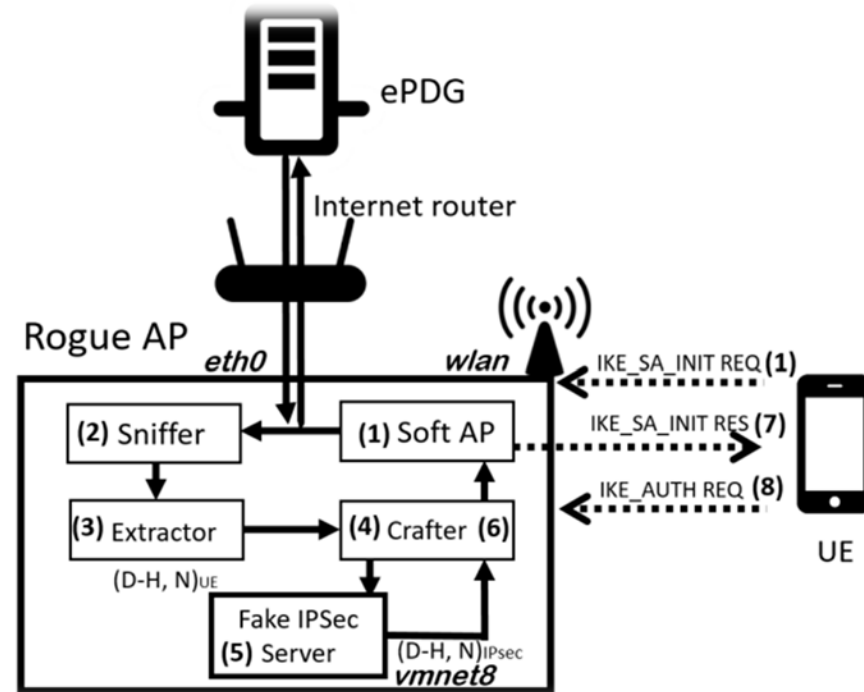 ePDG
Internet router
Rogue AP
eth0
wlan
IKE_SA_INIT REQ (1)
(2) Sniffer
(1) Soft AP
IKE_SA_INIT RES (7)
(3) Extractor
(4) Crafter (6)
IKE_AUTH REQ (8)
UE
(D-H, N)UE
Fake IPSec
(5) Server
(D-H, N)IPsec
vmnet8